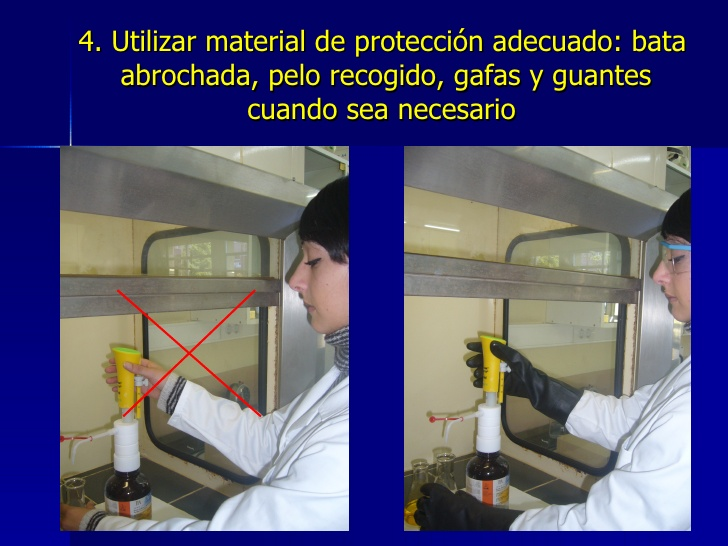 4. Utilizar material de protección adecuado: bata
abrochada, pelo recogido, gafas y guantes
cuando sea necesario